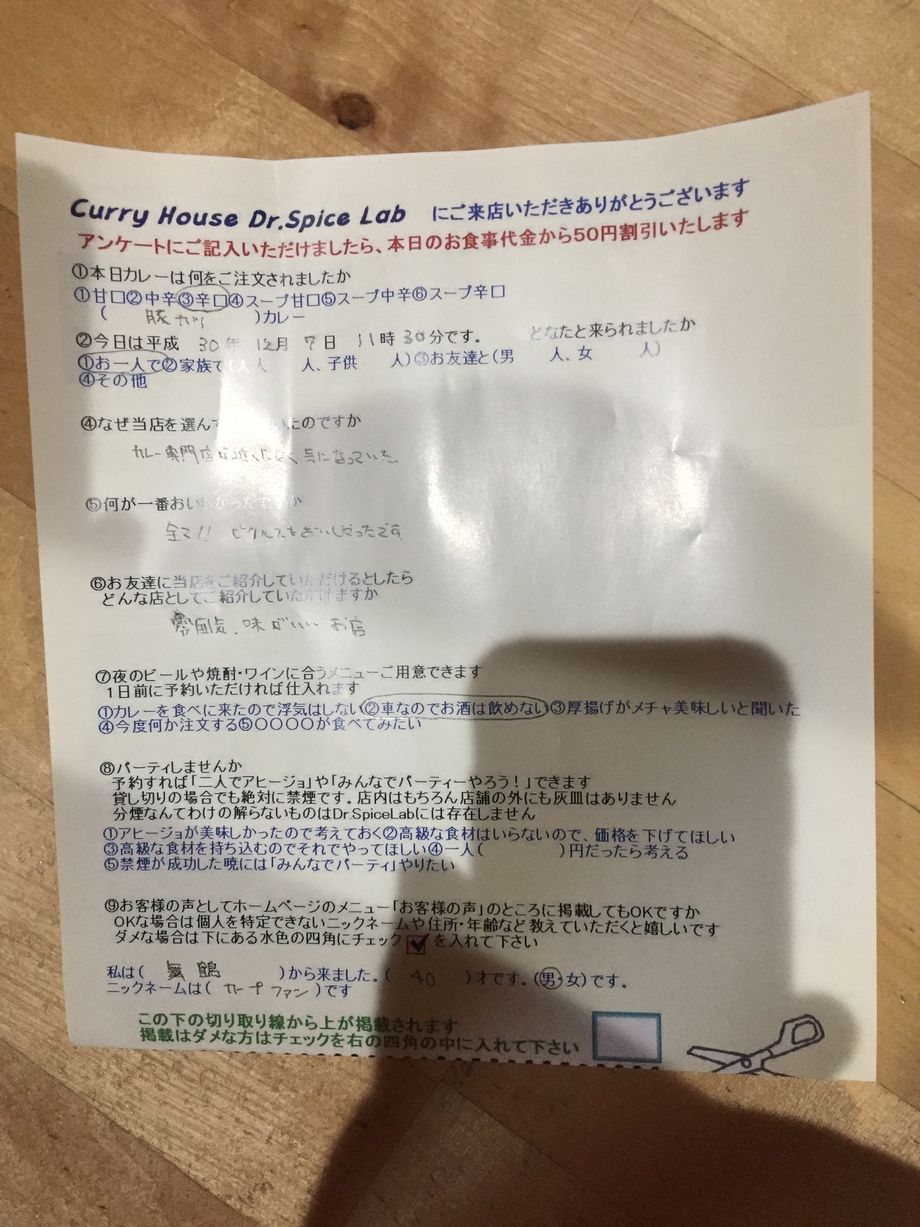 Curry House Dr.Spice Lab にご来店いただきありがとうございます
アンケートにご記入いただけましたら、本日のお食事代金から50円割引いたします
①本日カレーは何をご注文されましたか
①甘口②中辛③辛口④スープ甘口⑤スープ中辛⑥スープ辛口
( 豚カツ )カレー
②今日は平成 30年 12月 7日 11時 30分です。 どなたと来られましたか
①お一人で②家族で(大人 人、子供 人)③お友達と(男 人、女 人)
④その他
④なぜ当店を選んで いたのですか
カレー専門店が 気になっていた
⑤何が一番おいしかったですか
全て!! ピクルスもおいしかったです
⑥お友達に当店をご紹介していただけるとしたら
どんな店としてご紹介していただけますか
雰囲気、味がいいお店
⑦夜のビールや焼酎・ワインに合うメニューご用意できます
1日前に予約いただければ仕入れます
①カレーを食べに来たので浮気はしない②車なのでお酒は飲めない③厚揚げがメチャ美味しいと聞いた
④今度何か注文する⑤〇〇〇〇が食べてみたい
⑧パーティしませんか
予約すれば「二人でアヒージョ」や「みんなでパーティーやろう!」できます
貸し切りの場合でも絶対に禁煙です。店内はもちろん店舗の外にも灰皿はありません
分煙なんてわけの解らないものはDr.SpiceLabには存在しません
①アヒージョが美味しかったので考えておく②高級な食材はいらないので、価格を下げてほしい
③高級な食材を持ち込むのでそれでやってほしい④一人( )円だったら考える
⑤禁煙が成功した暁には「みんなでパーティ」やりたい
⑨お客様の声としてホームページのメニュー「お客様の声」のところに掲載してもOKですか
OKな場合は個人を特定できないニックネームや住所・年齢など教えていただくと嬉しいです
ダメな場合は下にある水色の四角にチェック を入れて下さい
私は( 舞鶴 )から来ました。( 40 )才です。(男・女)です。
ニックネームは( カープファン )です
この下の切り取り線から上が掲載されます
掲載はダメな方はチェックを右の四角の中に入れて下さい